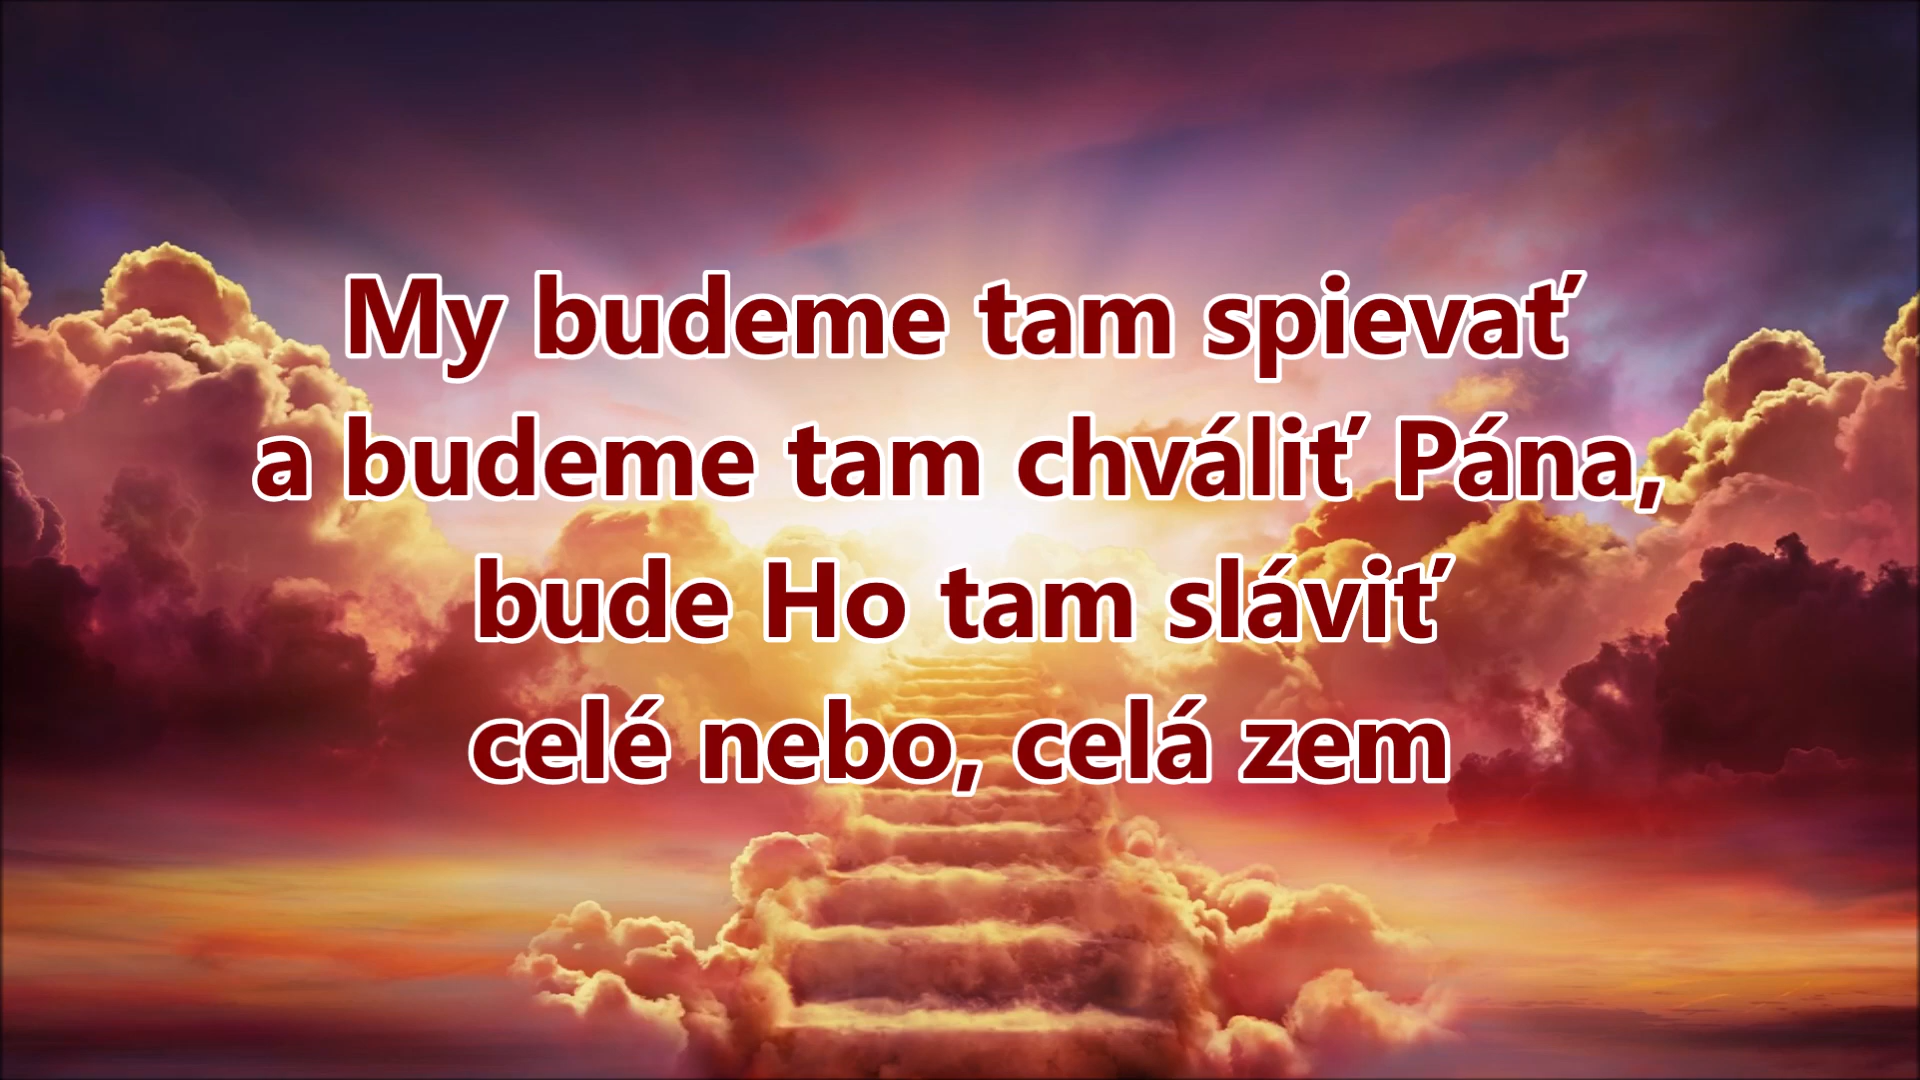 My budeme tam spievať
a budeme tam chváliť Pána,
bude Ho tam sláviť
celé nebo, celá zem